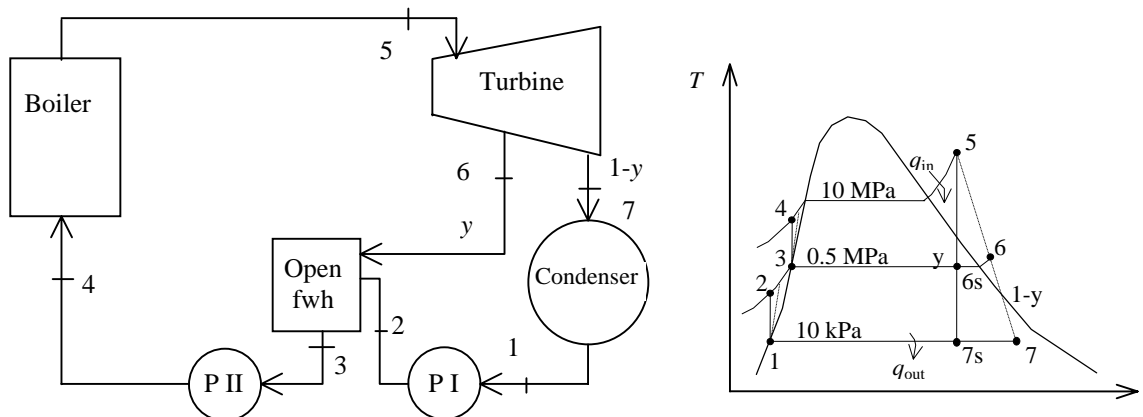 5
Boiler
Turbine
6
1-y
7
y
4
Open
fwh
Condenser
2
3
1
P II
P I
T
5
q_in
10 MPa
4
6
3
0.5 MPa
y
6s
2
1-y
10 kPa
1
q_out
7s
7